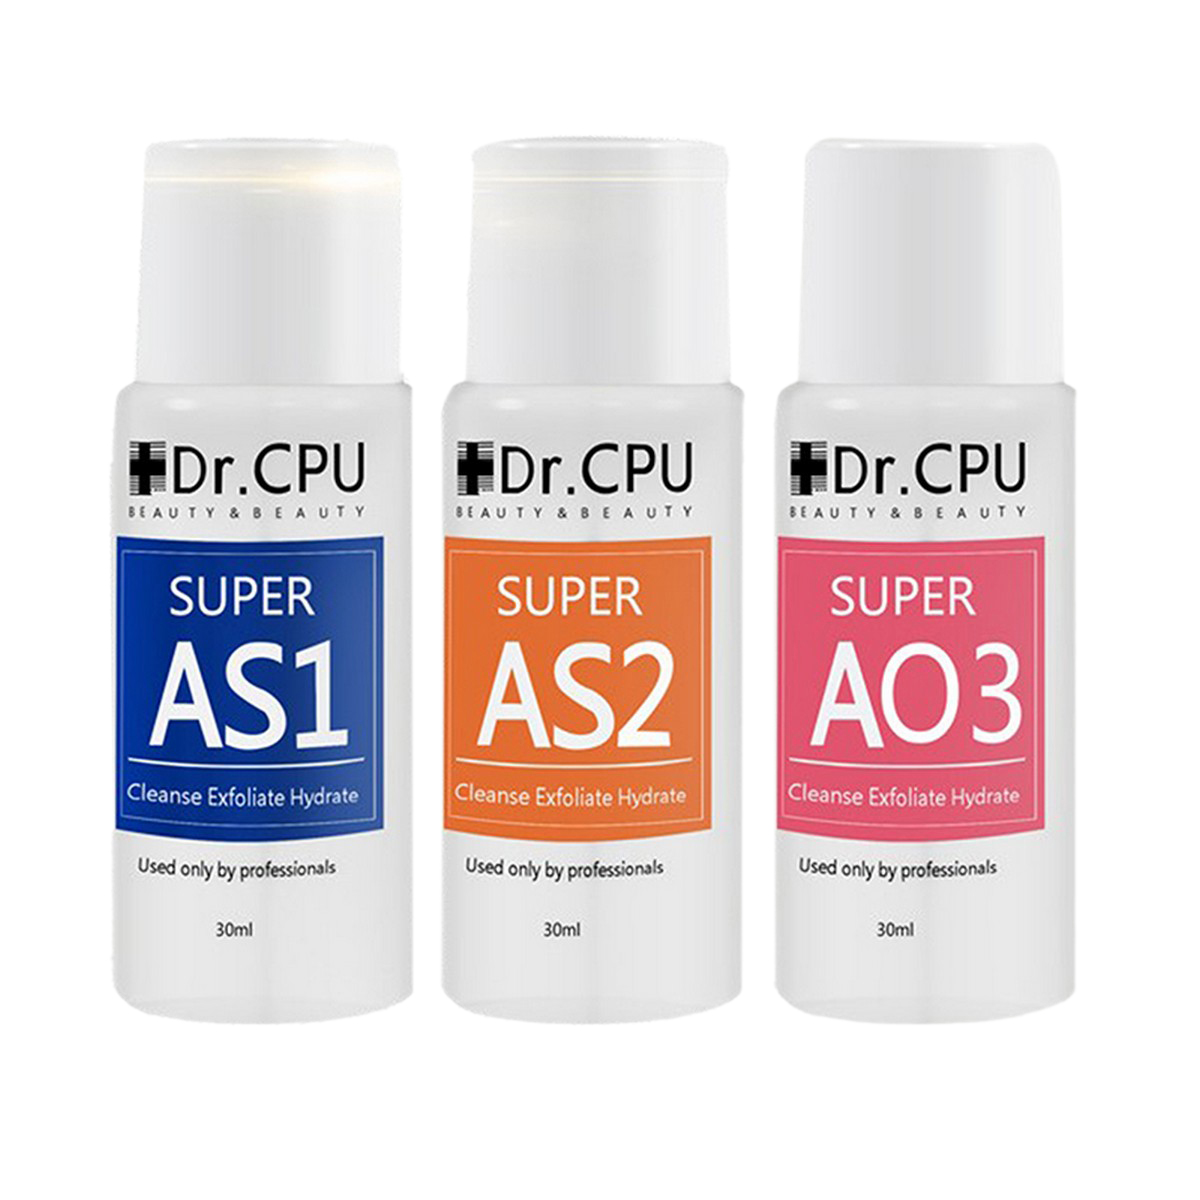 Dr.CPU
BEAUTY & BEAUTY
SUPER
AS1
Cleanse Exfoliate Hydrate
Used only by professionals
30ml
Dr.CPU
BEAUTY & BEAUTY
SUPER
AS2
Cleanse Exfoliate Hydrate
Used only by professionals
30ml
Dr.CPU
BEAUTY & BEAUTY
SUPER
AO3
Cleanse Exfoliate Hydrate
Used only by professionals
30ml